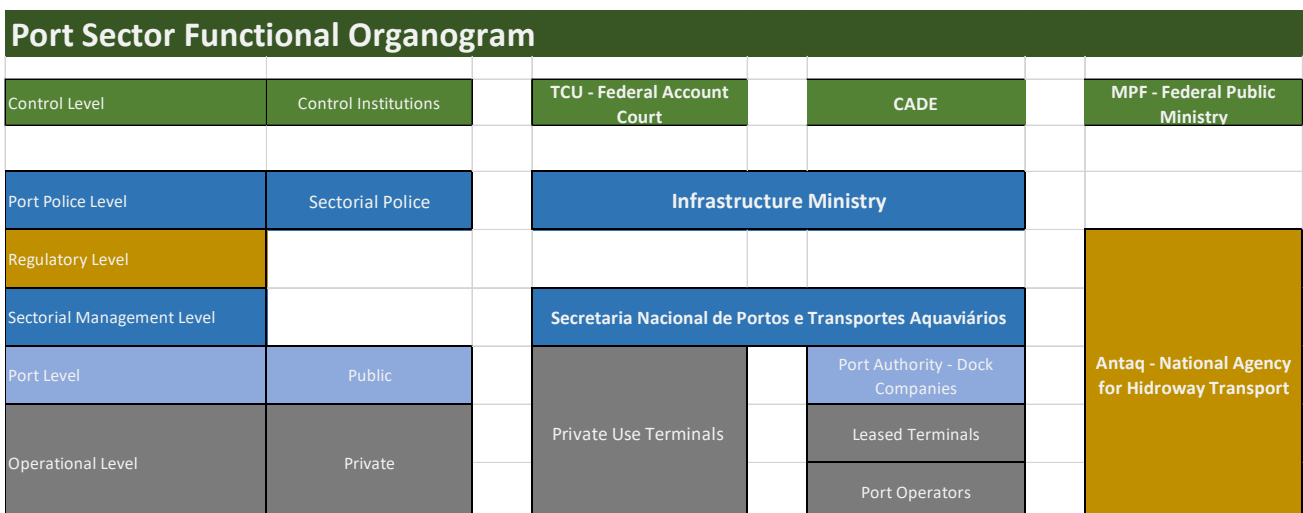 Port Sector Functional Organogram
Control Level
Control Institutions
TCU - Federal Account
Court
CADE
MPF - Federal Public
Ministry
Port Police Level
Sectorial Police
Infrastructure Ministry
Regulatory Level
Sectorial Management Level
Secretaria Nacional de Portos e Transportes Aquaviários
Antaq - National Agency
for Hidroway Transport
Port Level
Public
Port Authority - Dock
Companies
Private Use Terminals
Leased Terminals
Operational Level
Private
Port Operators